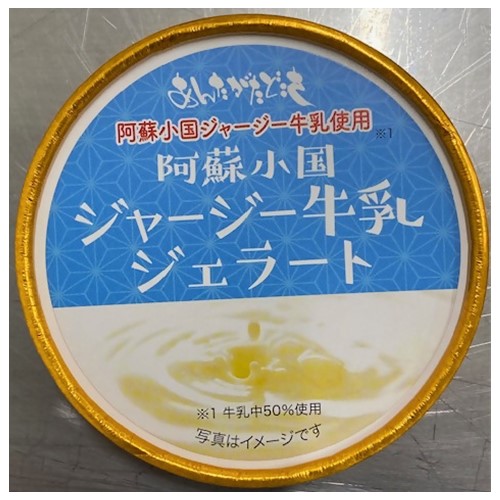 あんたがたどこさ
阿蘇小国ジャージー牛乳使用 ※1
阿蘇小国
ジャージー牛乳
ジェラート
※1 牛乳中50%使用
写真はイメージです